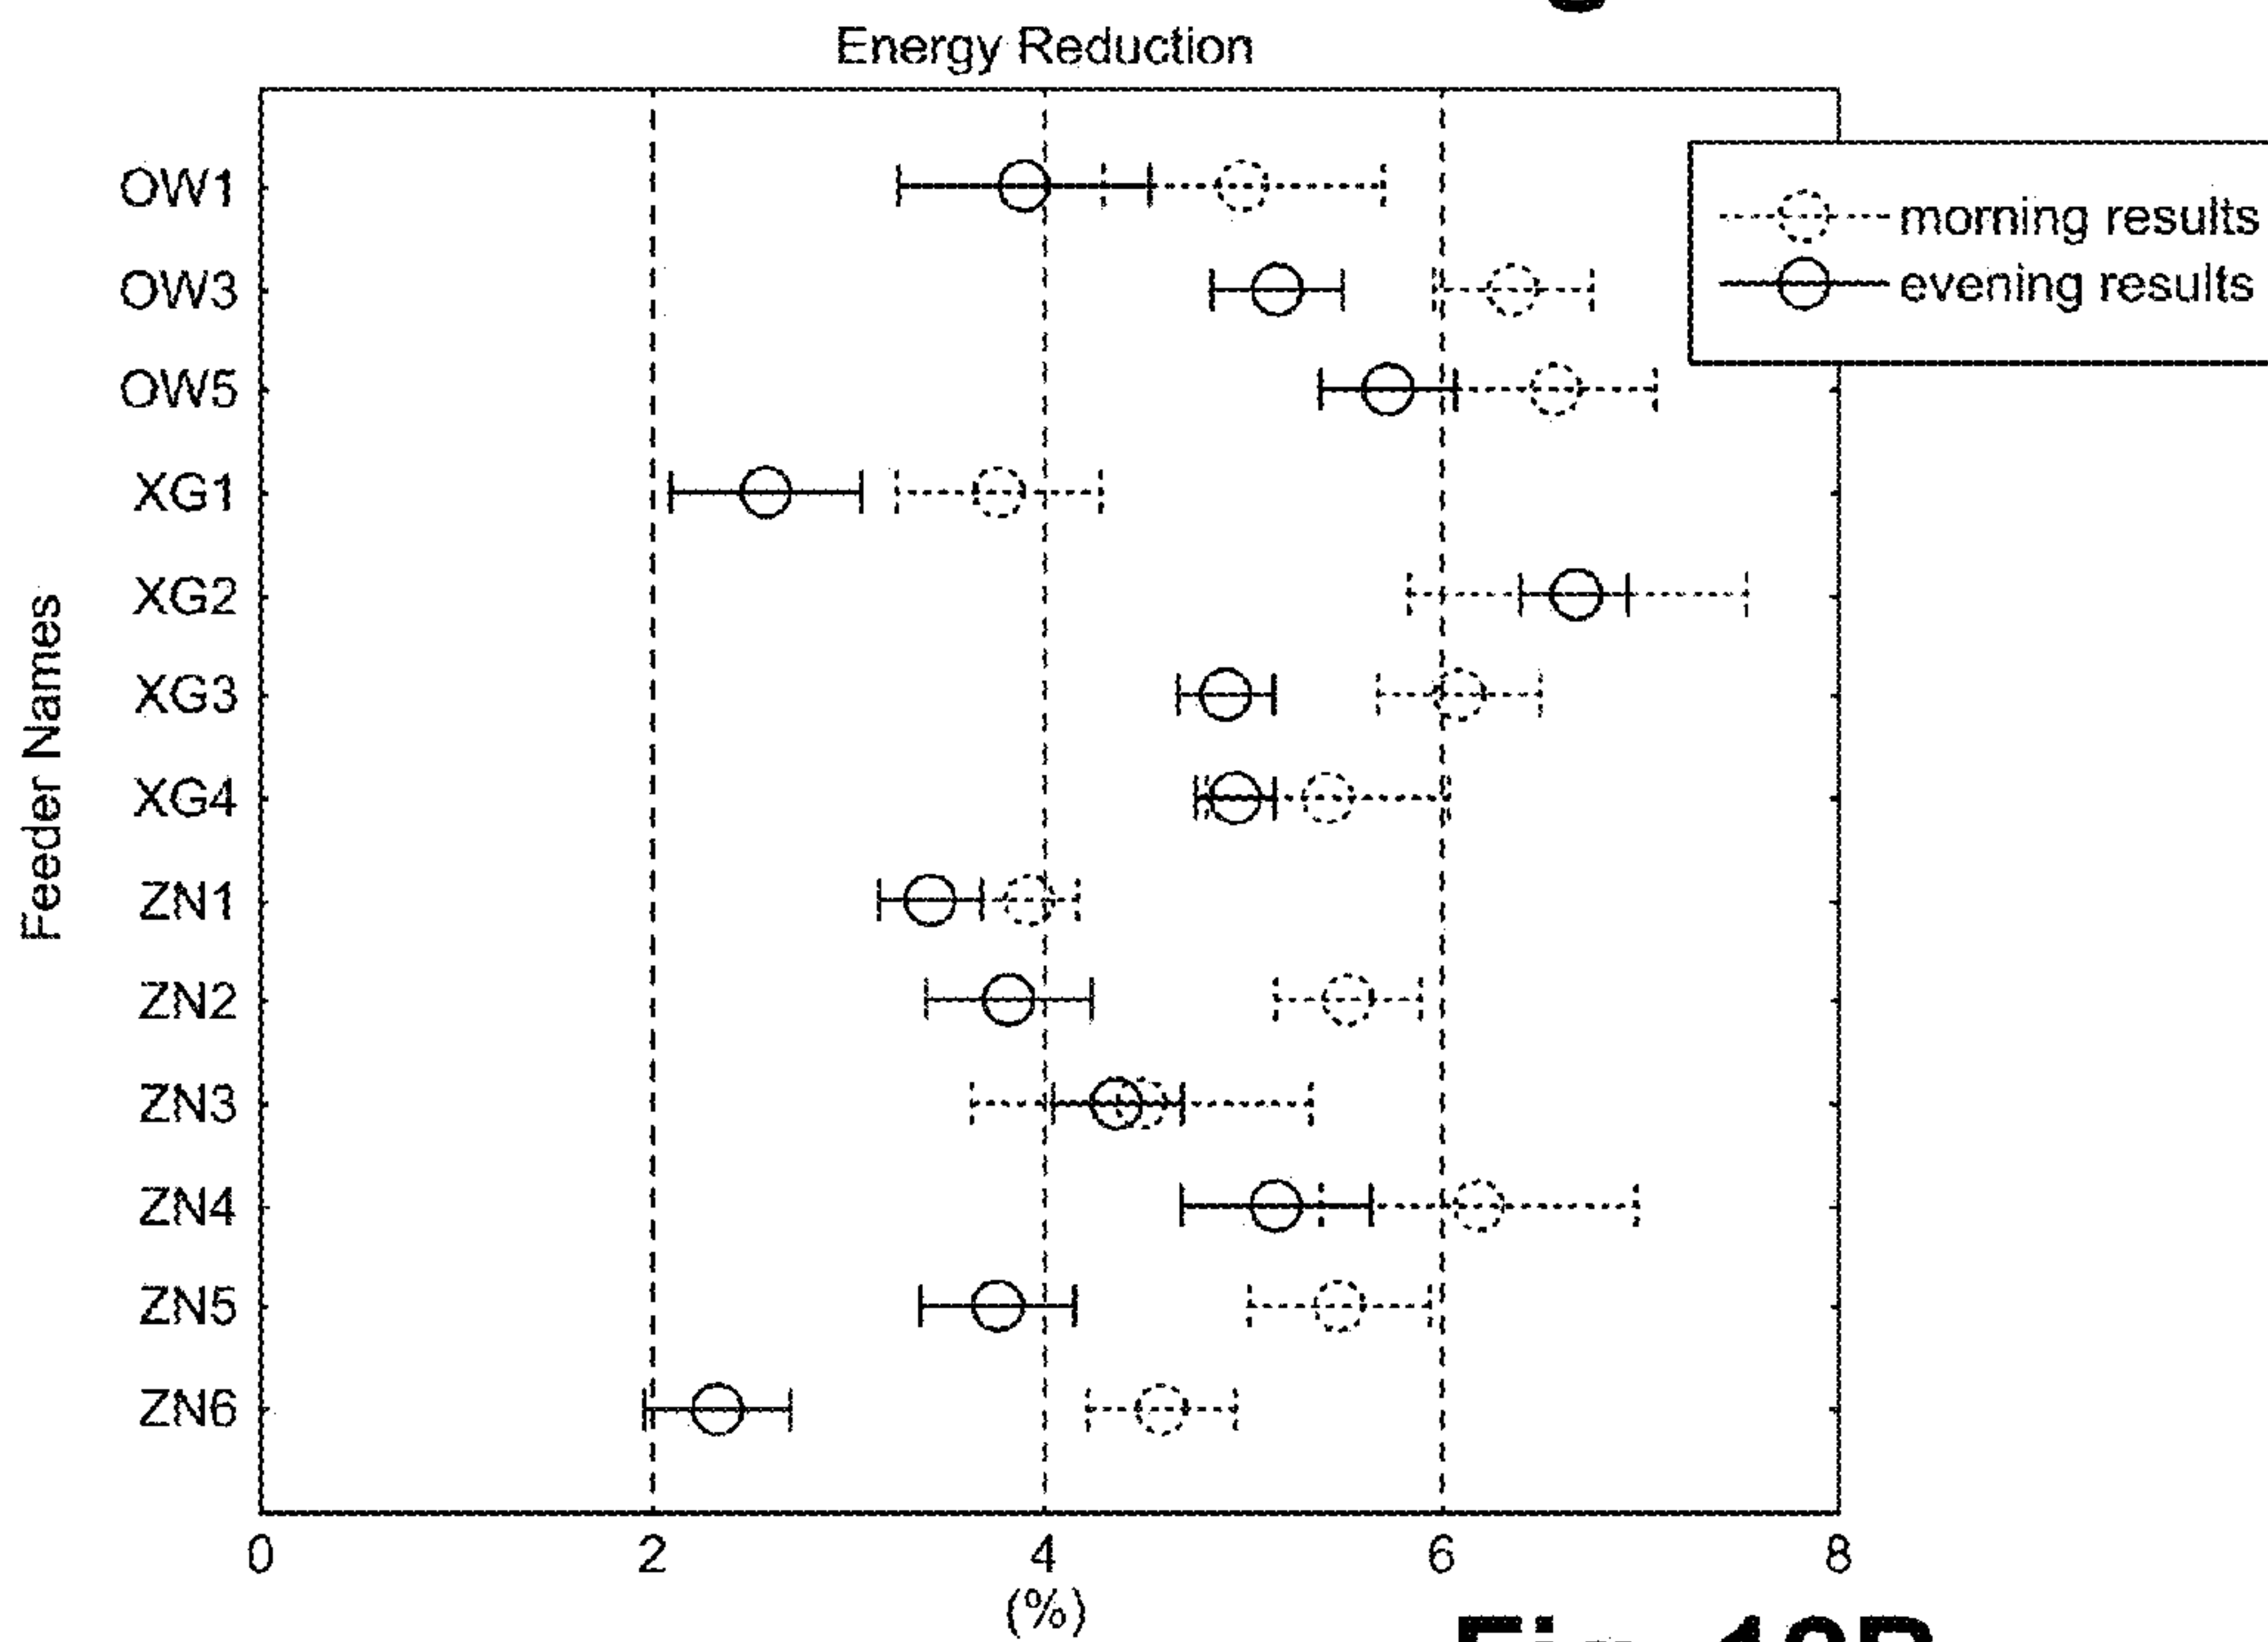 Energy Reduction
OW1
OW3
OW5
XG1
XG2
XG3
XG4
ZN1
ZN2
ZN3
ZN4
ZN5
ZN6
Feeder Names
morning results
evening results
0 2 4 6 8
(%)